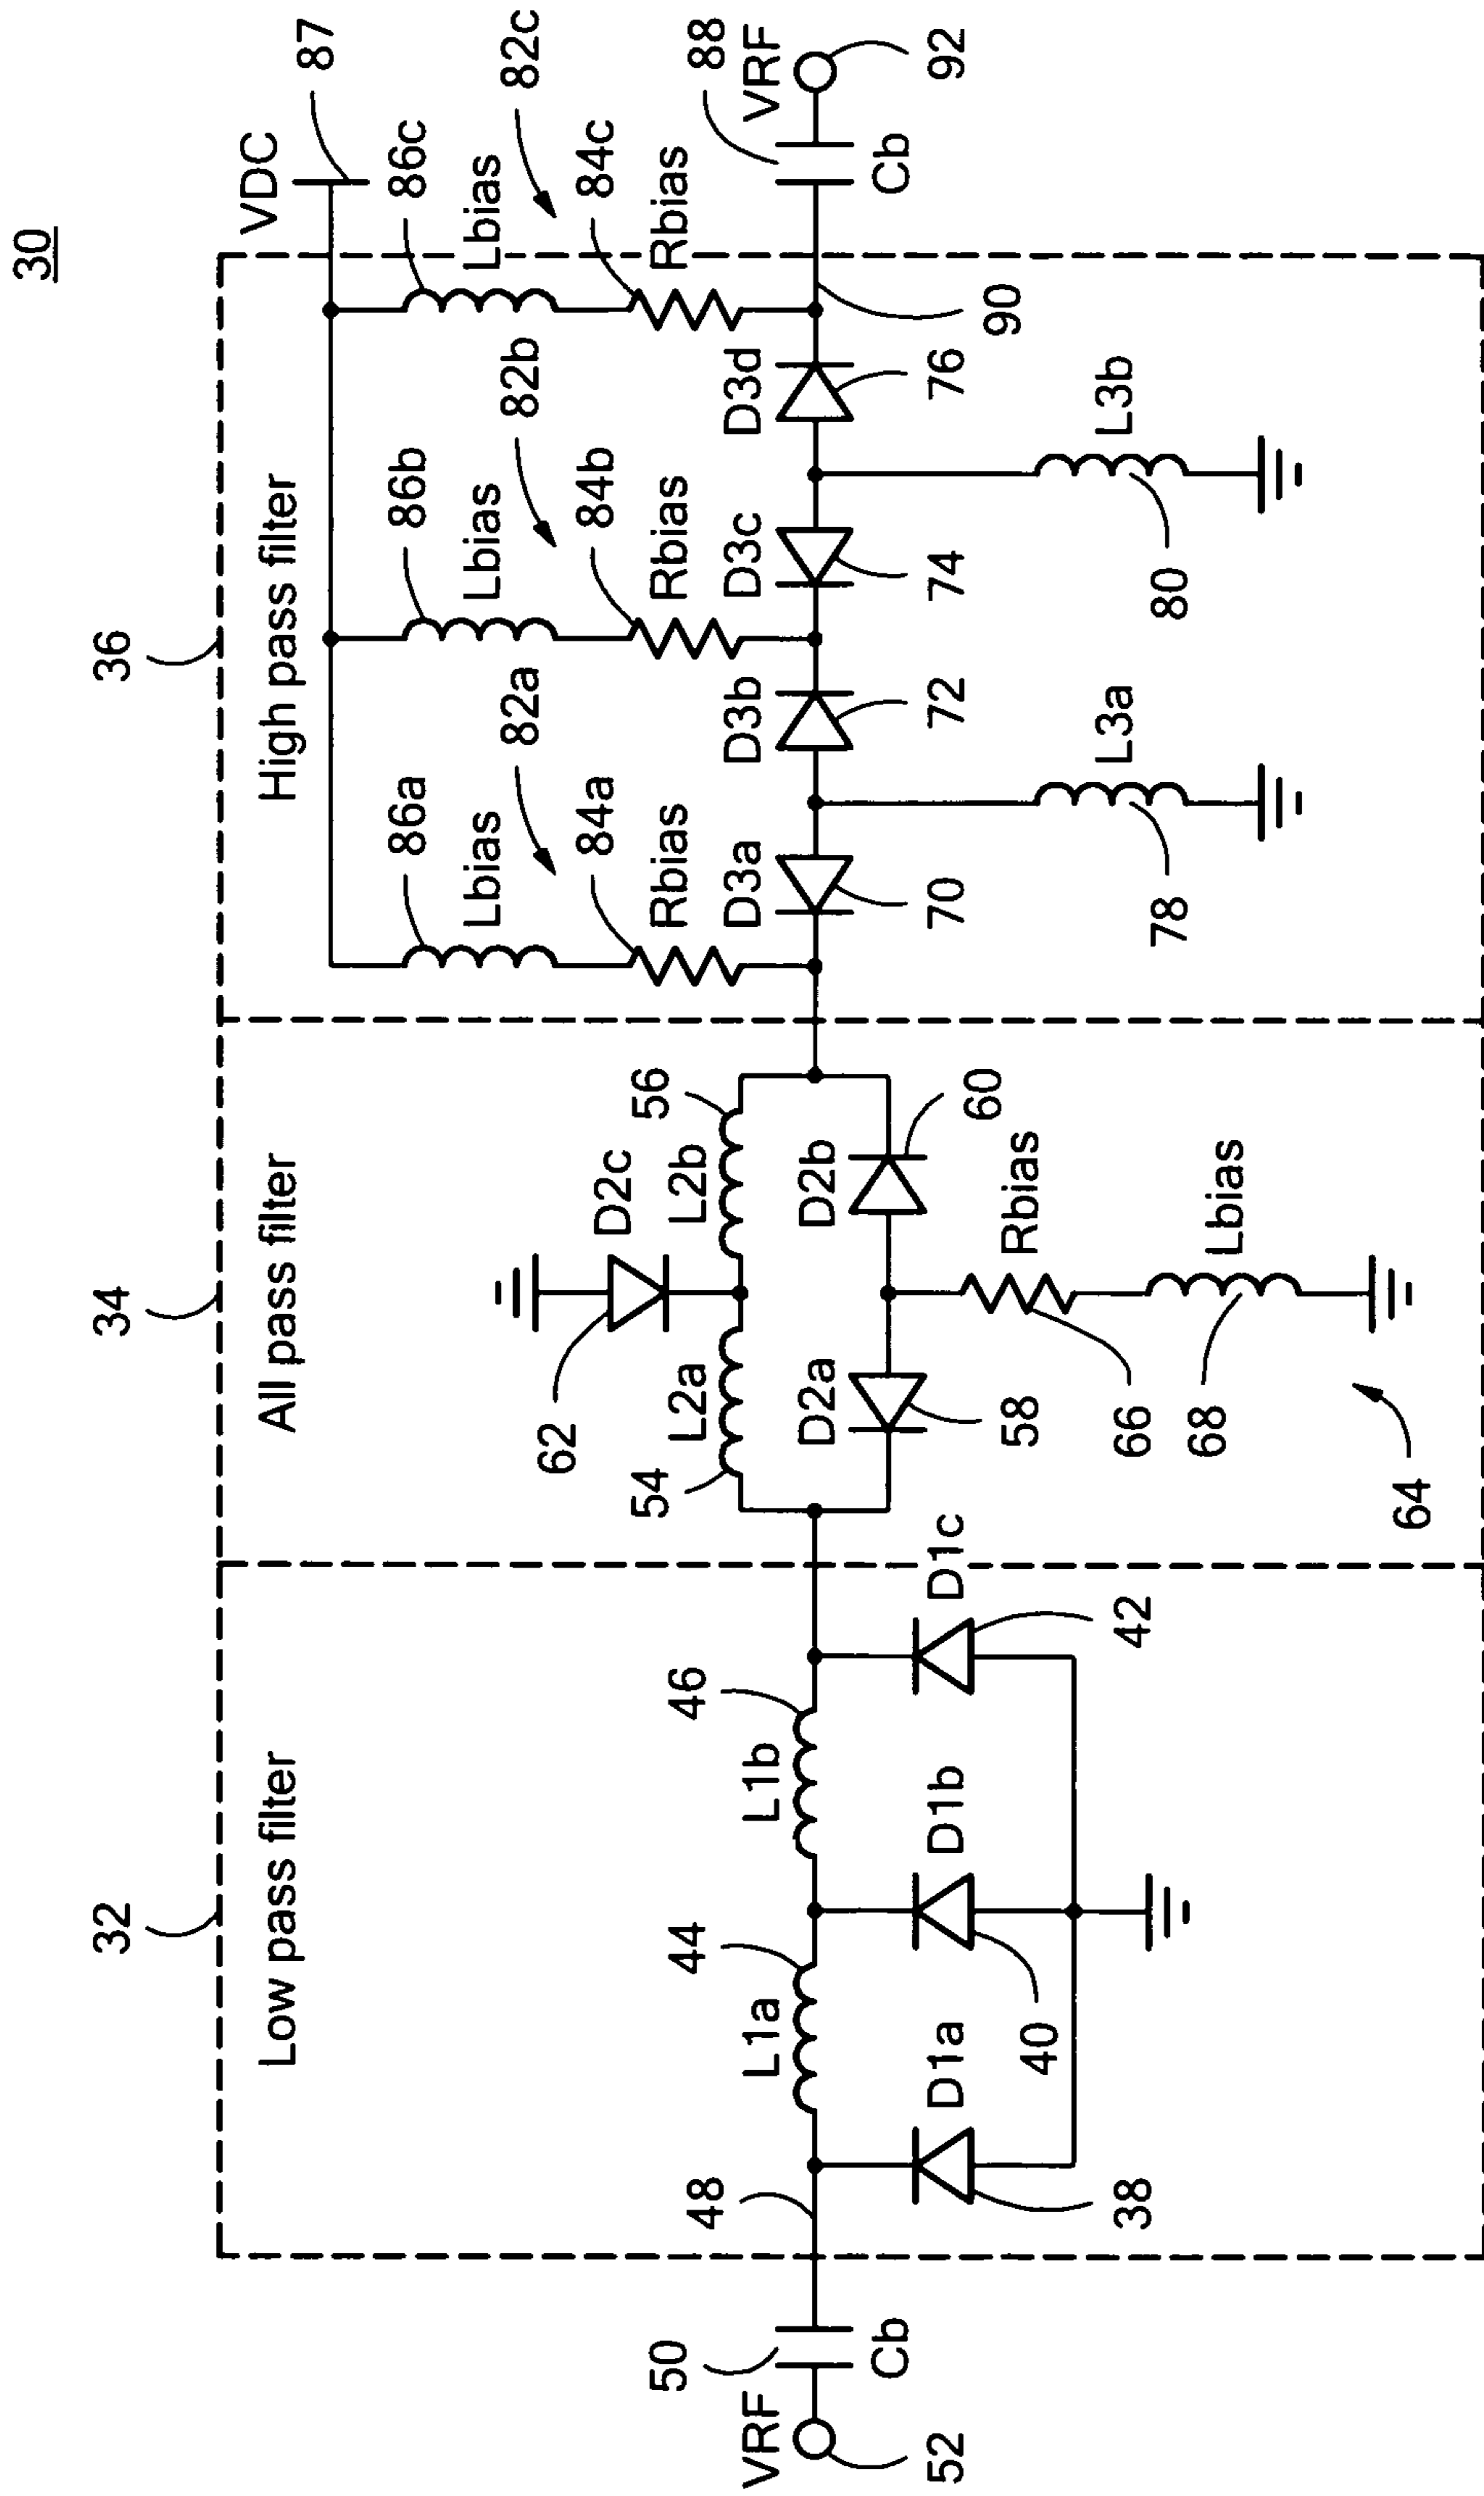 30
32
34
36
Low pass filter
All pass filter
High pass filter
VDC
87
86a
86b
86c
Lbias
Lbias
Lbias
82a
82b
82c
84a
84b
84c
Rbias
Rbias
Rbias
62
D2c
54
56
L2a
L2b
50
48
44
46
88
VRF
L1a
L1b
D3a
D3b
D3c
D3d
VRF
D2a
D2b
Cb
Cb
52
D1a
D1b
D1c
70
72
74
76
92
60
90
40
58
Rbias
38
42
66
L3a
L3b
78
80
68
Lbias
64